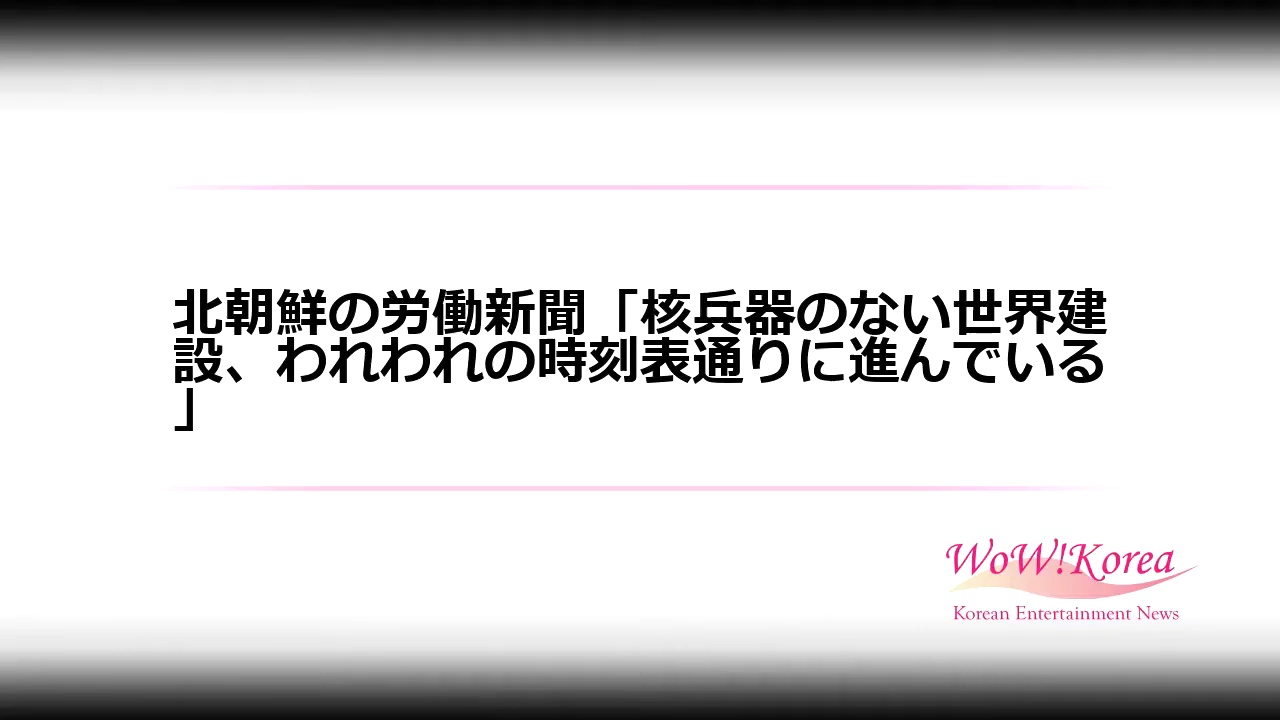 北朝鮮の労働新聞「核兵器のない世界建
設、われわれの時刻表通りに進んでいる
」
WoW!Korea
Korean Entertainment News